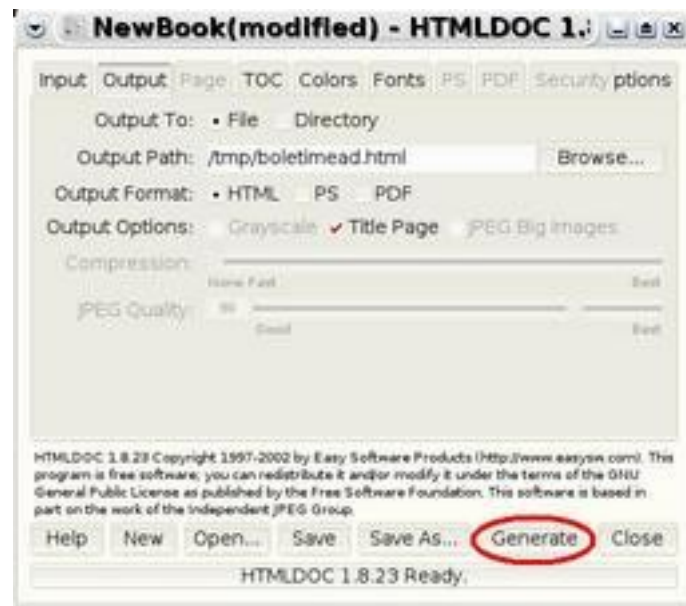 NewBook(modified) - HTMLDOC 1.
Input Output Page TOC Colors Fonts PS PDF Security ptions
Output To: File Directory
Output Path: /tmp/boletimead.html Browse...
Output Format: HTML PS PDF
Output Options: Grayscale Title Page JPEG Big Images
Compression:
None Fast Best
JPEG Quality: 90
Good Best
HTMLDOC 1.8.23 Copyright 1997-2002 by Easy Software Products (http://www.easysw.com). This
program is free software; you can redistribute it and/or modify it under the terms of the GNU
General Public License as published by the Free Software Foundation. This software is based in
part on the work of the Independent JPEG Group.
Help New Open... Save Save As... Generate Close
HTMLDOC 1.8.23 Ready.